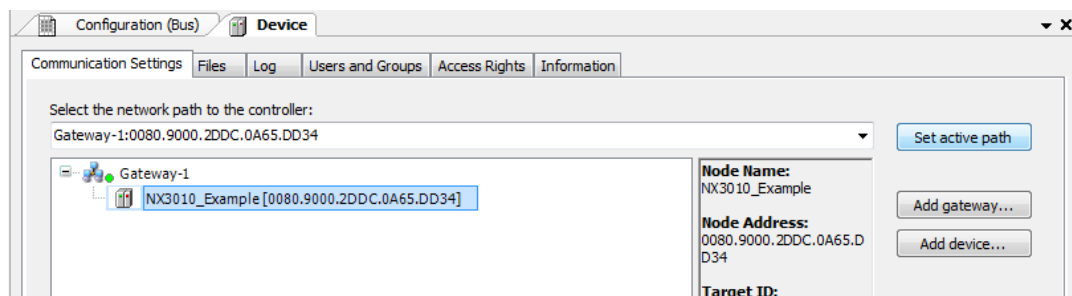 Configuration (Bus) Device
Communication Settings Files Log Users and Groups Access Rights Information
Select the network path to the controller:
Gateway-1:0080.9000.2DDC.0A65.DD34
Set active path
Gateway-1
NX3010_Example [0080.9000.2DDC.0A65.DD34]
Node Name:
NX3010_Example
Node Address:
0080.9000.2DDC.0A65.D
D34
Target ID:
Add gateway...
Add device...